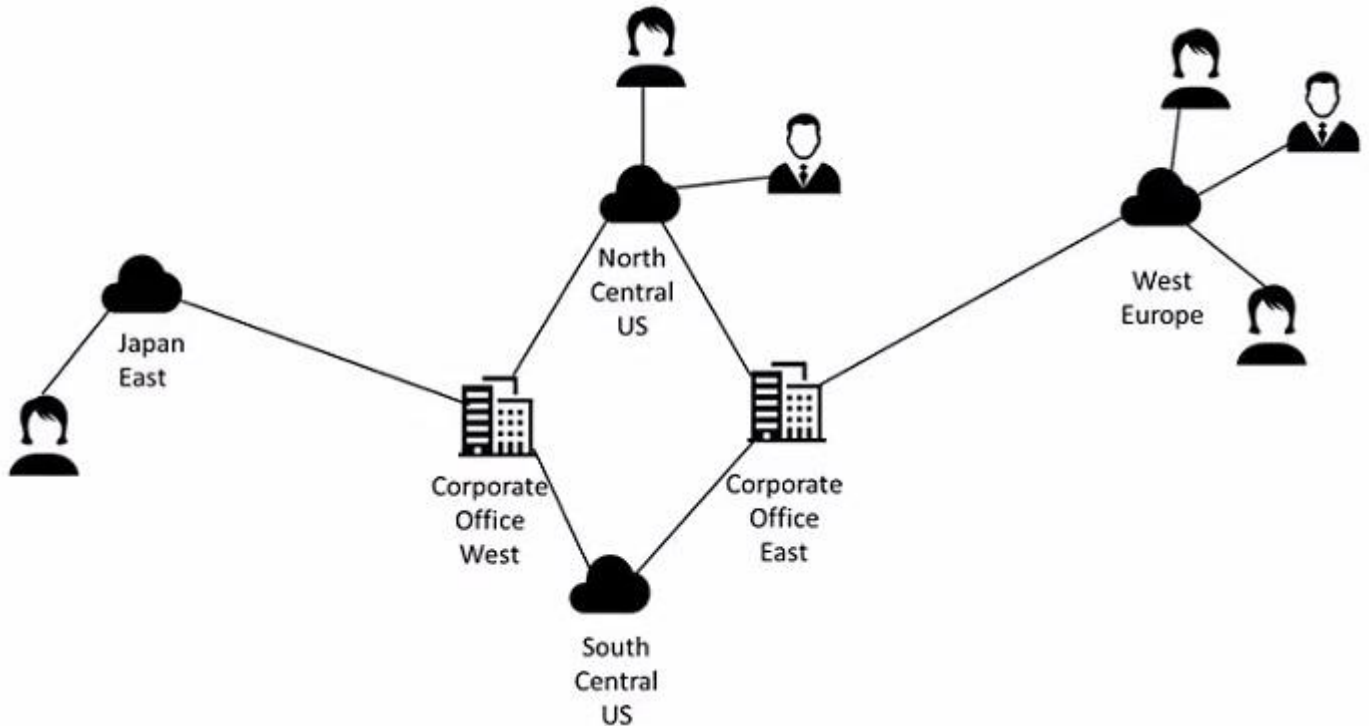 North
Central
US
West
Europe
Japan
East
Corporate
Office
West
Corporate
Office
East
South
Central
US